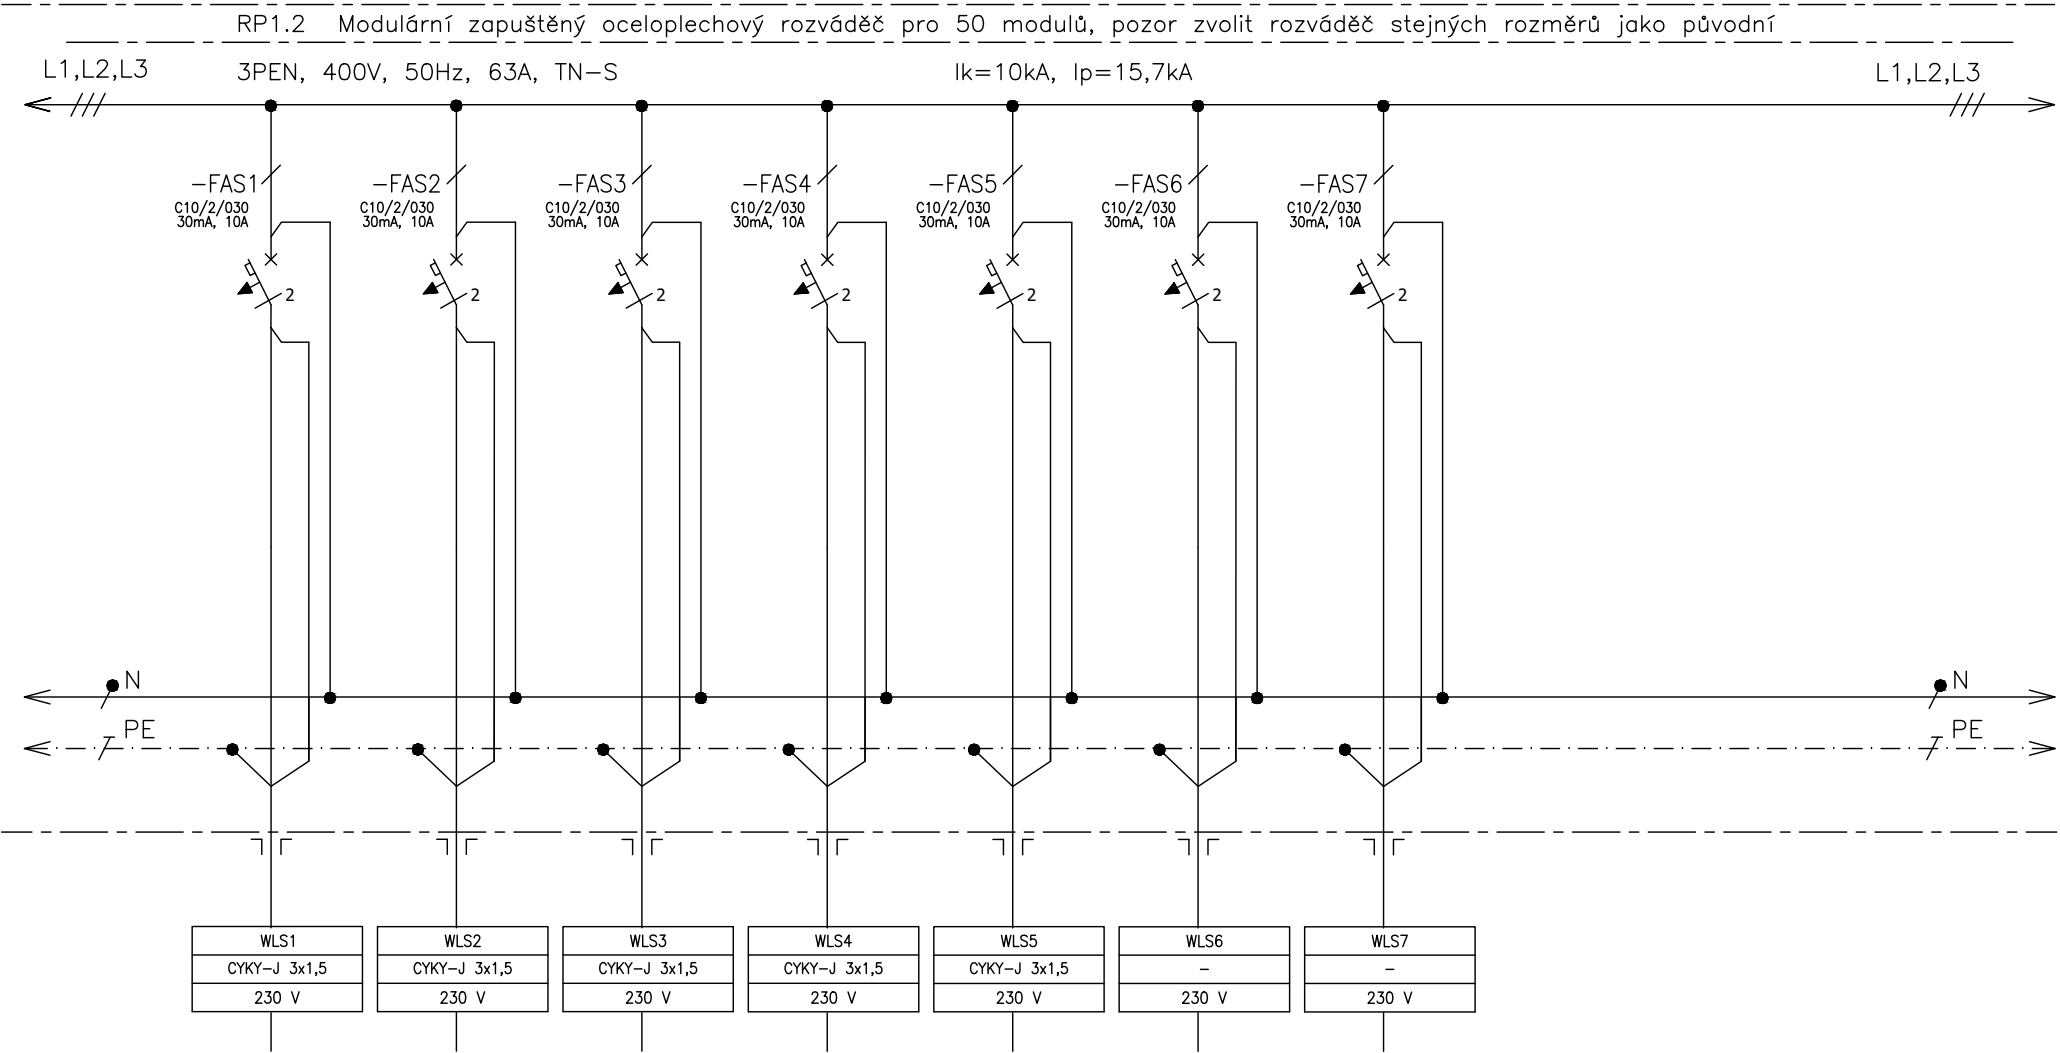 RP1.2 Modulární zapuštěný oceloplechový rozváděč pro 50 modulů, pozor zvolit rozváděč stejných rozměrů jako původní
L1,L2,L3 3PEN, 400V, 50Hz, 63A, TN-S Ik=10kA, Ip=15,7kA L1,L2,L3
-FAS1 -FAS2 -FAS3 -FAS4 -FAS5 -FAS6 -FAS7
C10/2/030 C10/2/030 C10/2/030 C10/2/030 C10/2/030 C10/2/030 C10/2/030
30mA, 10A 30mA, 10A 30mA, 10A 30mA, 10A 30mA, 10A 30mA, 10A 30mA, 10A
2 2 2 2 2 2 2
N N
PE PE
WLS1 WLS2 WLS3 WLS4 WLS5 WLS6 WLS7
CYKY-J 3x1,5 CYKY-J 3x1,5 CYKY-J 3x1,5 CYKY-J 3x1,5 CYKY-J 3x1,5 - -
230 V 230 V 230 V 230 V 230 V 230 V 230 V